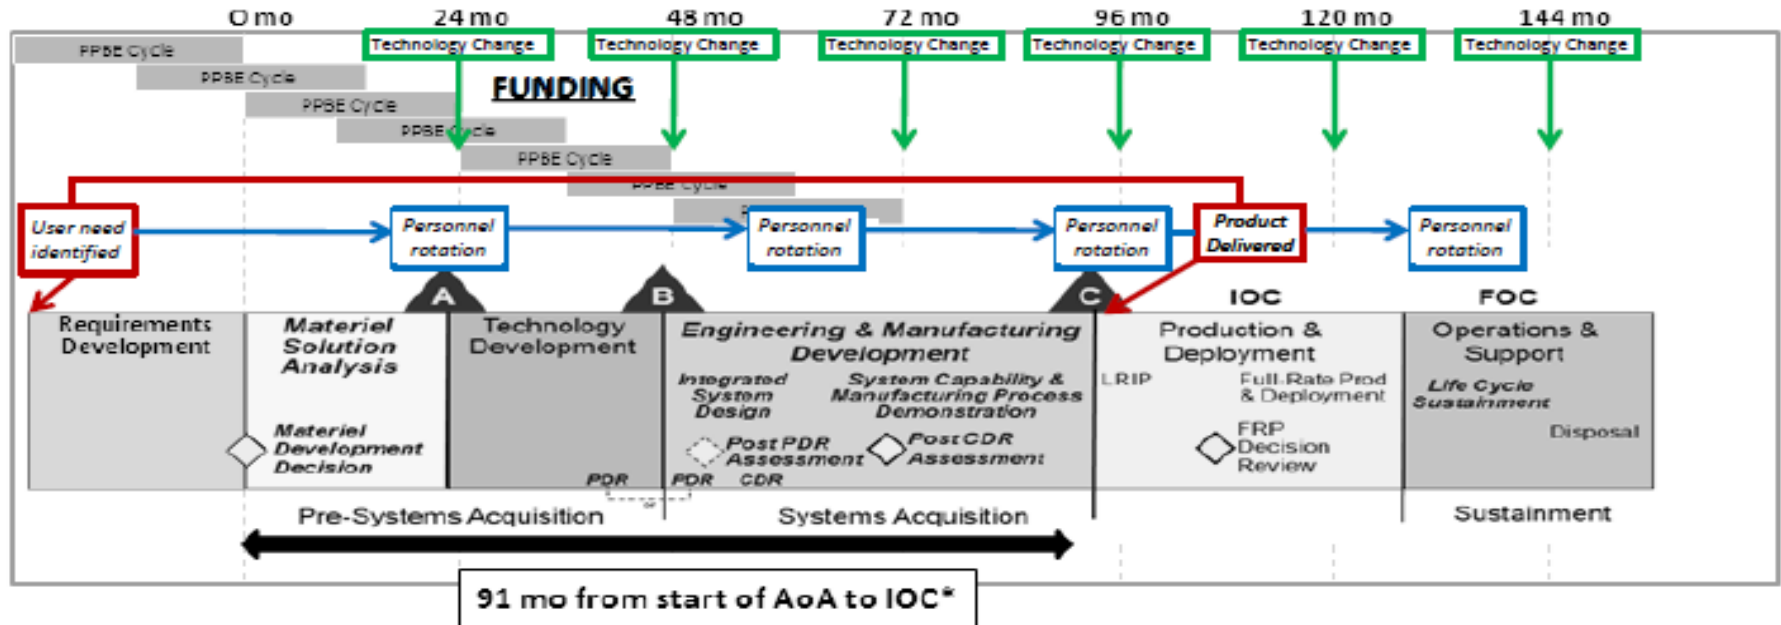 0 mo 24 mo 48 mo 72 mo 96 mo 120 mo 144 mo
PPBE Cycle
Technology Change
Technology Change
Technology Change
Technology Change
Technology Change
Technology Change
PPBE Cycle
FUNDING
PPBE Cycle
PPBE Cycle
PPBE Cycle
PPBE Cycle
User need
identified
Personnel
rotation
Personnel
rotation
Personnel
rotation
Product
Delivered
Personnel
rotation
A
B
C
IOC
FOC
Requirements
Development
Materiel
Solution
Analysis
Materiel
Development
Decision
Technology
Development
PDR
Engineering & Manufacturing
Development
Integrated
System
Design
System Capability &
Manufacturing Process
Demonstration
Post PDR
Assessment
Post CDR
Assessment
PDR CDR
or
Production &
Deployment
LRIP
Full-Rate Prod
& Deployment
FRP
Decision
Review
Operations &
Support
Life Cycle
Sustainment
Disposal
Pre-Systems Acquisition
Systems Acquisition
Sustainment
91 mo from start of AoA to IOC*